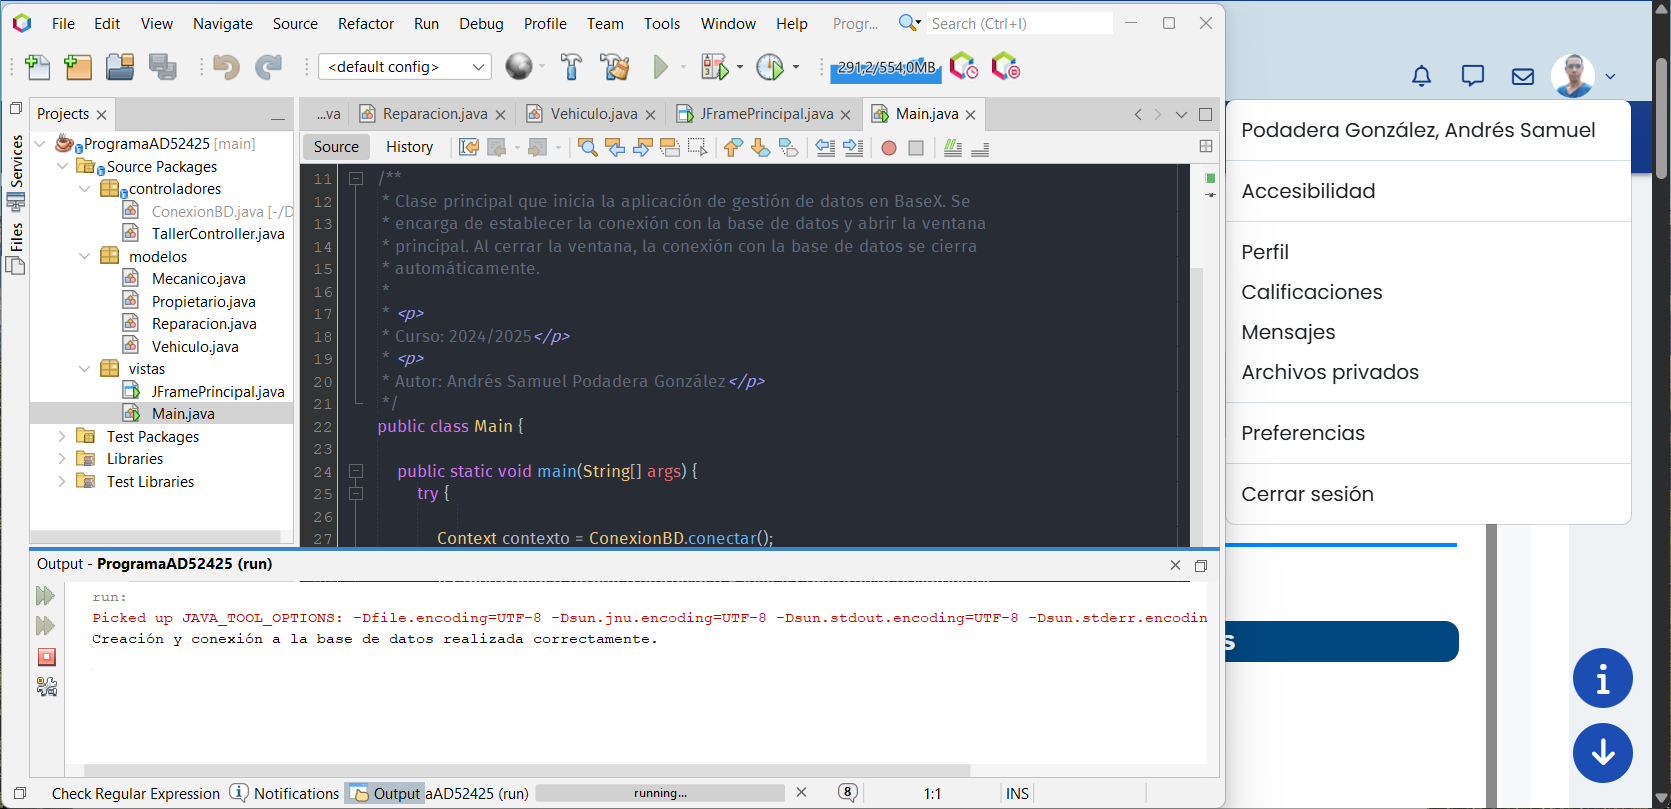 File Edit View Navigate Source Refactor Run Debug Profile Team Tools Window Help Progr... Search (Ctrl+I)
<default config> 291,2/554,0MB
Projects
ProgramaAD52425 [main]
Source Packages
controladores
ConexionBD.java [-/D
TallerController.java
modelos
Mecanico.java
Propietario.java
Reparacion.java
Vehiculo.java
vistas
JFramePrincipal.java
Main.java
Test Packages
Libraries
Test Libraries
Services
Files
...va Reparacion.java Vehiculo.java JFramePrincipal.java Main.java
Source History
11 /**
12 * Clase principal que inicia la aplicación de gestión de datos en BaseX. Se
13 * encarga de establecer la conexión con la base de datos y abrir la ventana
14 * principal. Al cerrar la ventana, la conexión con la base de datos se cierra
15 * automáticamente.
16 *
17 * <p>
18 * Curso: 2024/2025</p>
19 * <p>
20 * Autor: Andrés Samuel Podadera González</p>
21 */
22 public class Main {
23
24 public static void main(String[] args) {
25 try {
26
27 Context contexto = ConexionBD.conectar();
Output - ProgramaAD52425 (run)
run:
Picked up JAVA_TOOL_OPTIONS: -Dfile.encoding=UTF-8 -Dsun.jnu.encoding=UTF-8 -Dsun.stdout.encoding=UTF-8 -Dsun.stderr.encodin
Creación y conexión a la base de datos realizada correctamente.
Check Regular Expression Notifications Output aAD52425 (run) running... 8 1:1 INS
Podadera González, Andrés Samuel
Accesibilidad
Perfil
Calificaciones
Mensajes
Archivos privados
Preferencias
Cerrar sesión
s